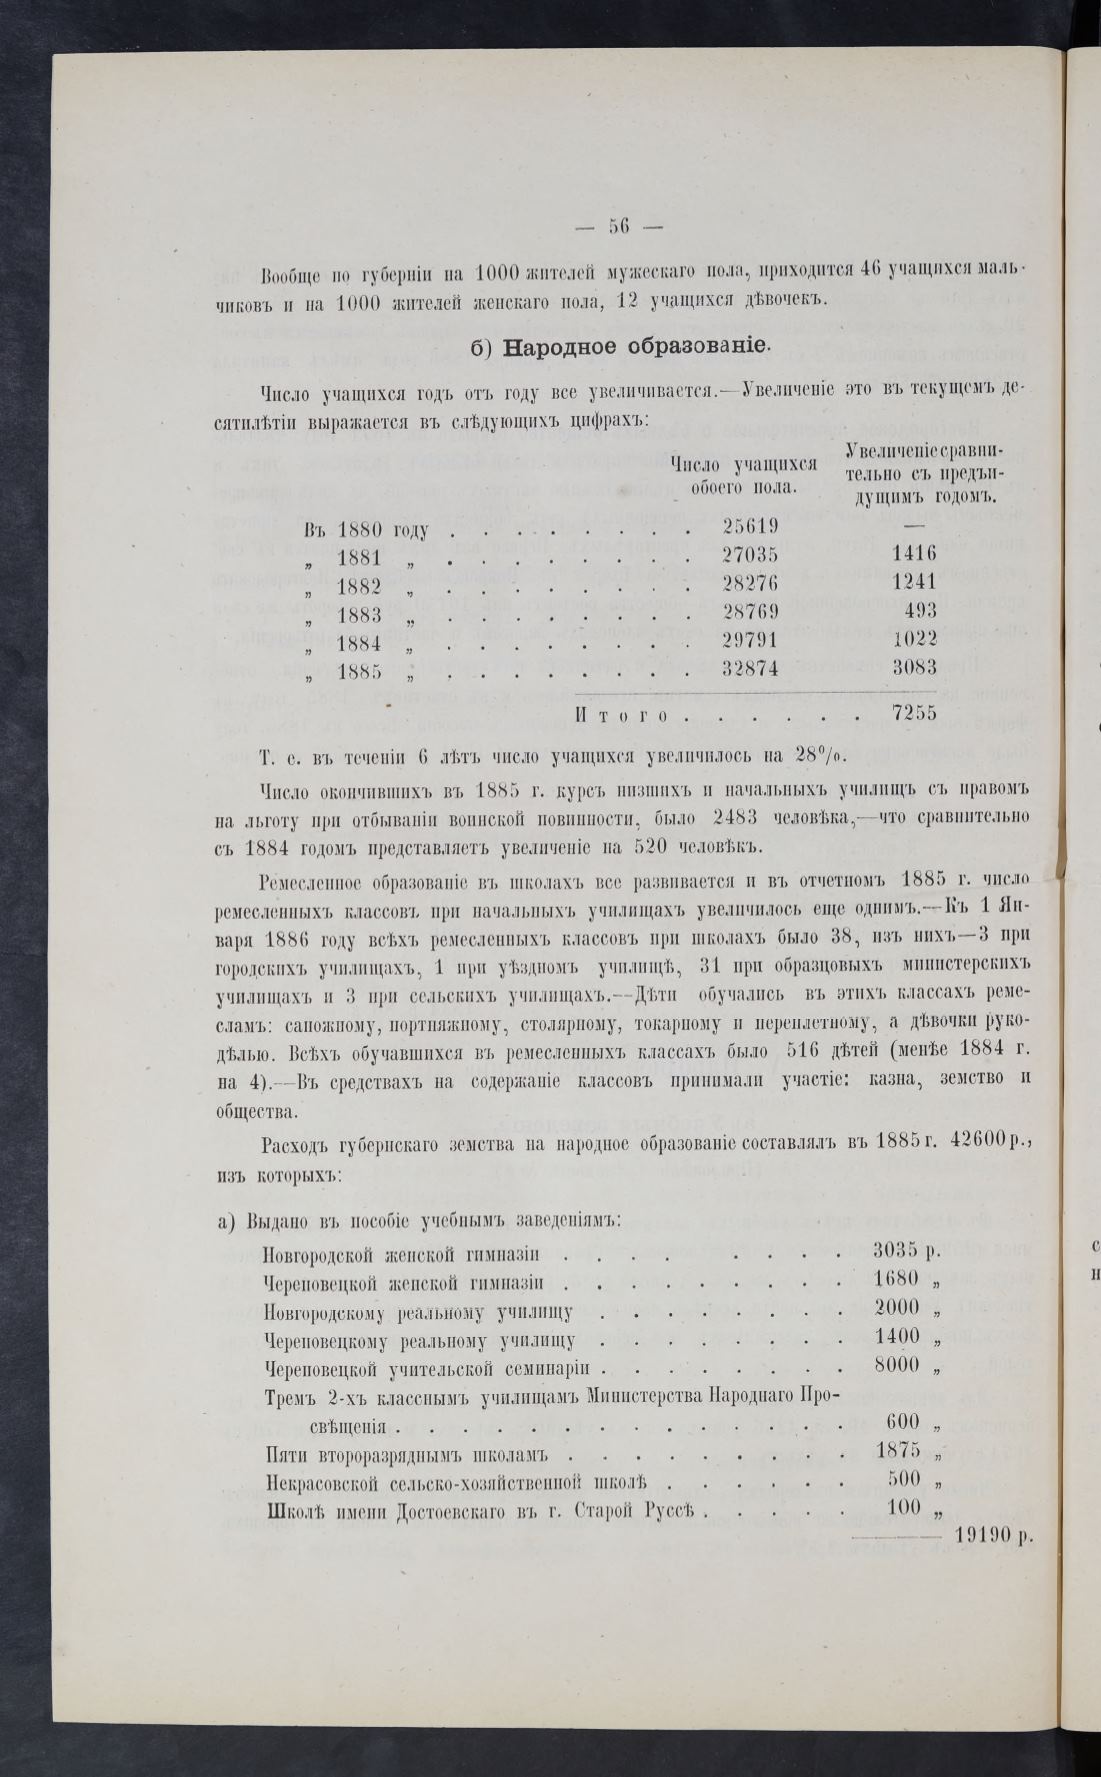 — 56 —
Вообще по губерніи на 1000 жителей мужескаго пола, приходится 46 учащихся маль-
чиковъ и на 1000 жителей женскаго пола, 12 учащихся дѣвочекъ.
б) Народное образованіе.
Число учащихся годъ отъ году все увеличивается.—Увеличеніе это въ текущемъ де-
сятилѣтіи выражается въ слѣдующихъ цифрахъ:
Число учащихся обоего пола. Увеличеніе сравни-
тельно съ предъи-
дущимъ годомъ.
Въ 1880 году . . . . . . . . 25619 —
„ 1881 „ . . . . . . . . 27035 1416
„ 1882 „ . . . . . . . . 28276 1241
„ 1883 „ . . . . . . . . 28769 493
„ 1884 „ . . . . . . . . 29791 1022
„ 1885 „ . . . . . . . . 32874 3083
Итого . . . . . . 7255
Т. е. въ теченіи 6 лѣтъ число учащихся увеличилось на 28%.
Число окончившихъ въ 1885 г. курсъ низшихъ и начальныхъ училищъ съ правомъ
на льготу при отбываніи воинской повинности, было 2483 человѣка,—что сравнительно
съ 1884 годомъ представляетъ увеличеніе на 520 человѣкъ.
Ремесленное образованіе въ школахъ все развивается и въ отчетномъ 1885 г. число
ремесленныхъ классовъ при начальныхъ училищахъ увеличилось еще однимъ.—Къ 1 Ян-
варя 1886 году всѣхъ ремесленныхъ классовъ при школахъ было 38, изъ нихъ—3 при
городскихъ училищахъ, 1 при уѣздномъ училищѣ, 31 при образцовыхъ министерскихъ
училищахъ и 3 при сельскихъ училищахъ.—Дѣти обучались въ этихъ классахъ реме-
сламъ: сапожному, портняжному, столярному, токарному и переплетному, а дѣвочки руко-
дѣлью. Всѣхъ обучавшихся въ ремесленныхъ классахъ было 516 дѣтей (менѣе 1884 г.
на 4).—Въ средствахъ на содержаніе классовъ принимали участіе: казна, земство и
общества.
Расходъ губернскаго земства на народное образованіе составлялъ въ 1885 г. 42600 р.,
изъ которыхъ:
а) Выдано въ пособіе учебнымъ заведеніямъ:
Новгородской женской гимназіи . . . . . . . . 3035 р.
Череповецкой женской гимназіи . . . . . . . . . 1680 „
Новгородскому реальному училищу . . . . . . . . 2000 „
Череповецкому реальному училищу . . . . . . . . 1400 „
Череповецкой учительской семинаріи . . . . . . . . 8000 „
Тремъ 2-хъ класснымъ училищамъ Министерства Народнаго Про-
свѣщенія . . . . . . . . . . . . . . 600 „
Пяти второразряднымъ школамъ . . . . . . . . . 1875 „
Некрасовской сельско-хозяйственной школѣ . . . . . . 500 „
Школѣ имени Достоевскаго въ г. Старой Руссѣ . . . . . 100 „
——— 19190 р.